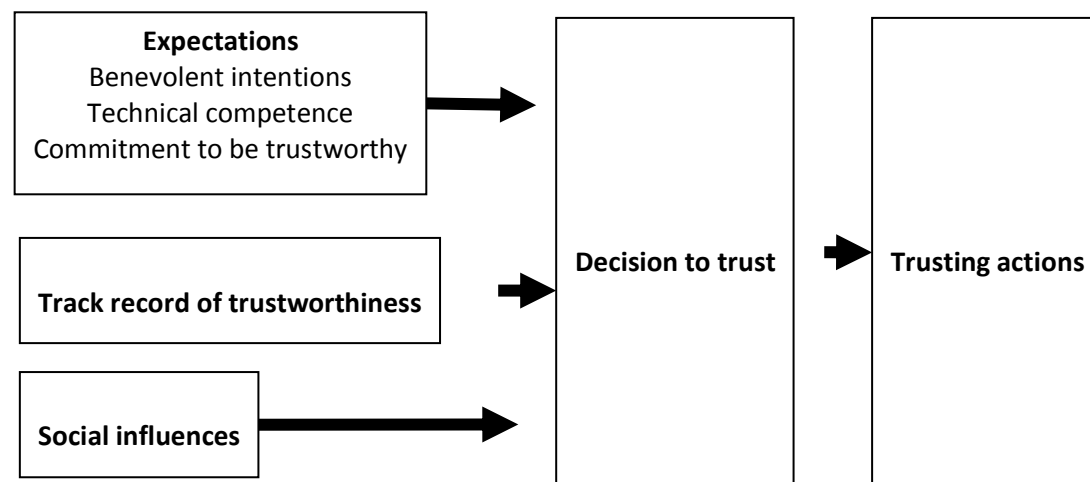 Expectations
Benevolent intentions
Technical competence
Commitment to be trustworthy
Track record of trustworthiness
Social influences
Decision to trust
Trusting actions